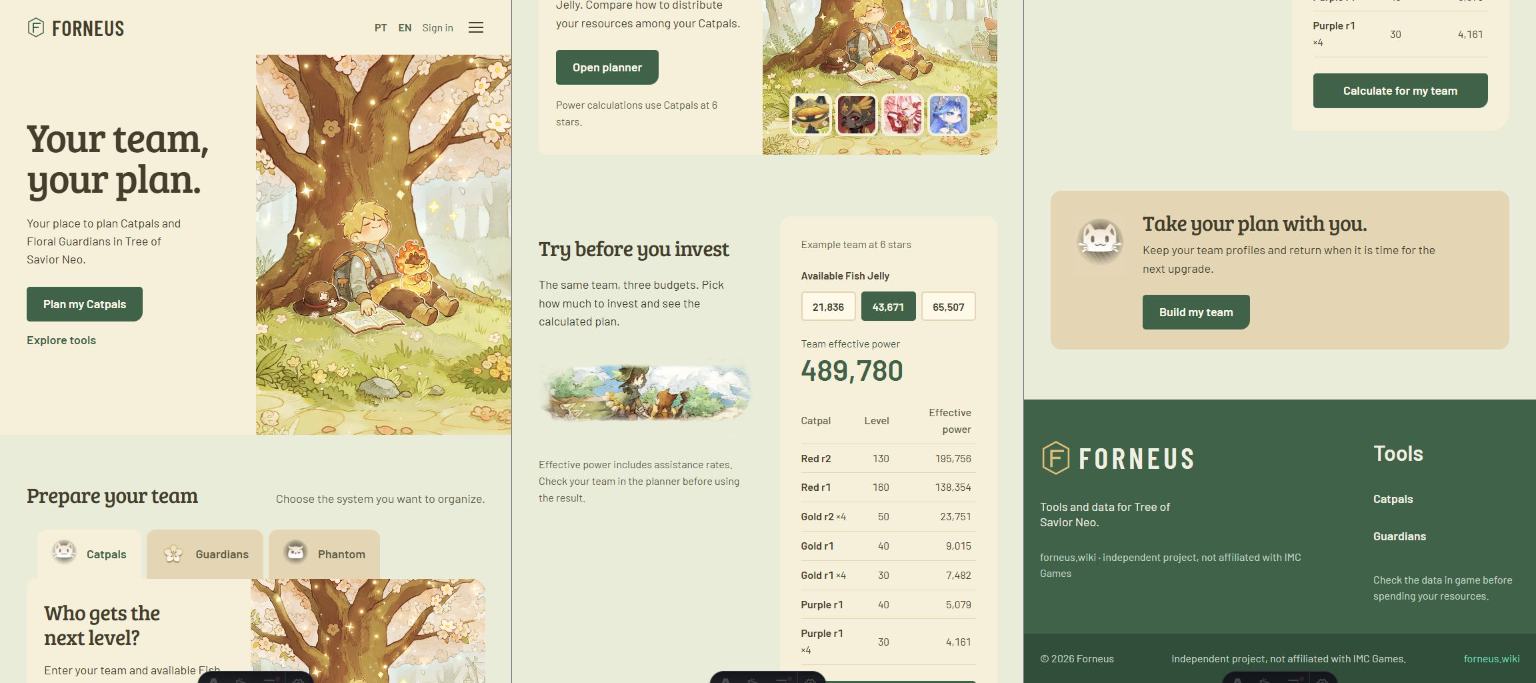 FORNEUS
PT EN Sign in
Your team,
your plan.
Your place to plan Catpals and
Floral Guardians in Tree of
Savior Neo.
Plan my Catpals
Explore tools
Prepare your team
Choose the system you want to organize.
Catpals
Guardians
Phantom
Who gets the
next level?
Enter your team and available Fish
Jelly. Compare how to distribute
your resources among your Catpals.
Open planner
Power calculations use Catpals at 6
stars.
Try before you invest
The same team, three budgets. Pick
how much to invest and see the
calculated plan.
Effective power includes assistance rates.
Check your team in the planner before using
the result.
Example team at 6 stars
Available Fish Jelly
21,836 43,671 65,507
Team effective power
489,780
Catpal Level Effective
power
Red r2 130 195,756
Red r1 160 138,354
Gold r2 ×4 50 23,751
Gold r1 40 9,015
Gold r1 ×4 30 7,482
Purple r1 40 5,079
Purple r1
×4 30 4,161
Purple r1
×4 30 4,161
Calculate for my team
Take your plan with you.
Keep your team profiles and return when it is time for the
next upgrade.
Build my team
FORNEUS
Tools and data for Tree of
Savior Neo.
forneus.wiki · independent project, not affiliated with IMC
Games
Tools
Catpals
Guardians
Check the data in game before
spending your resources.
© 2026 Forneus
Independent project, not affiliated with IMC Games.
forneus.wiki